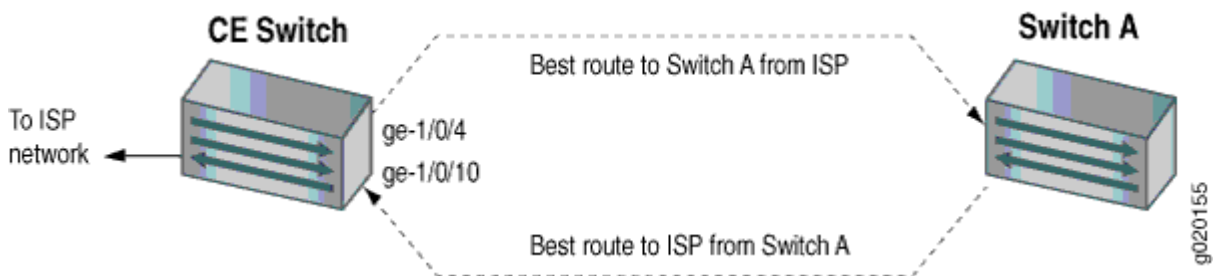 CE Switch
Switch A
Best route to Switch A from ISP
To ISP
network
ge-1/0/4
ge-1/0/10
Best route to ISP from Switch A
g020155